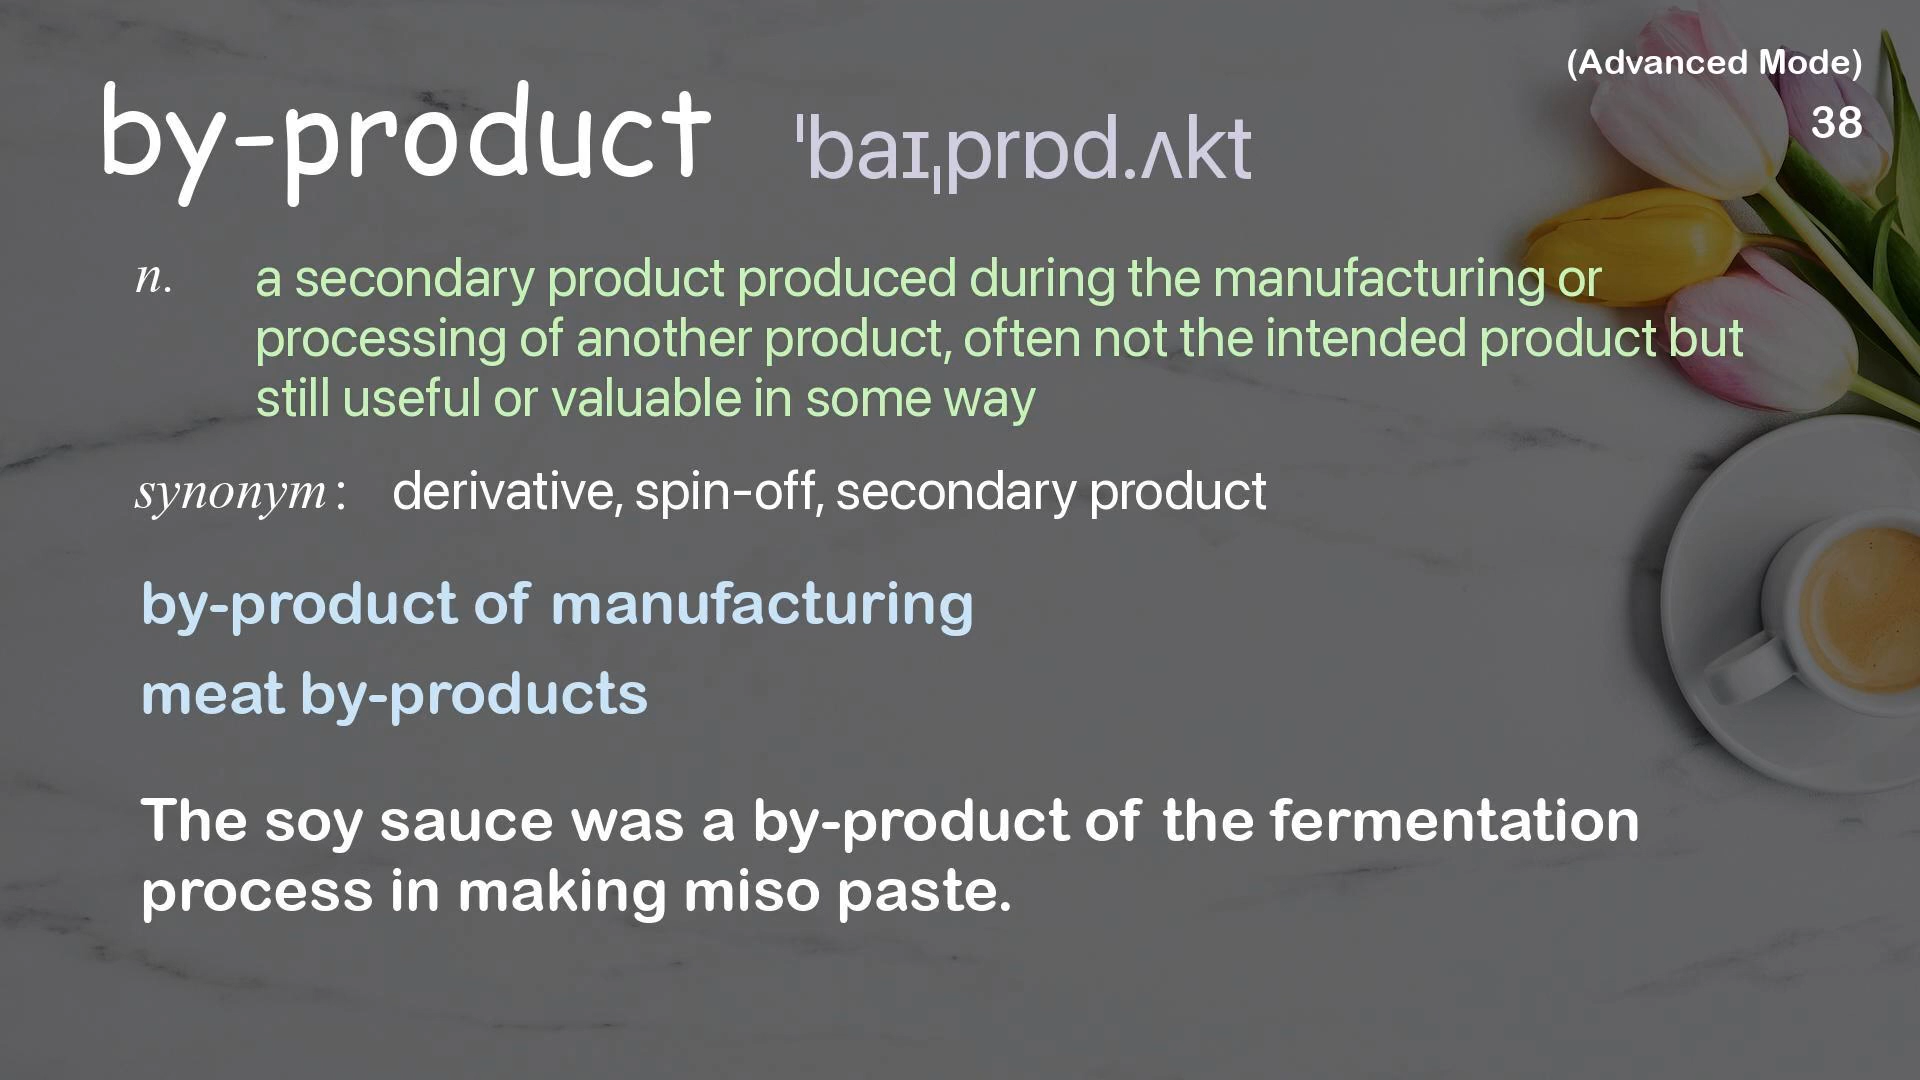 (Advanced Mode)
38
by-product ˈbaɪˌprɒd.ʌkt
n. a secondary product produced during the manufacturing or
processing of another product, often not the intended product but
still useful or valuable in some way
synonym: derivative, spin-off, secondary product
by-product of manufacturing
meat by-products
The soy sauce was a by-product of the fermentation
process in making miso paste.